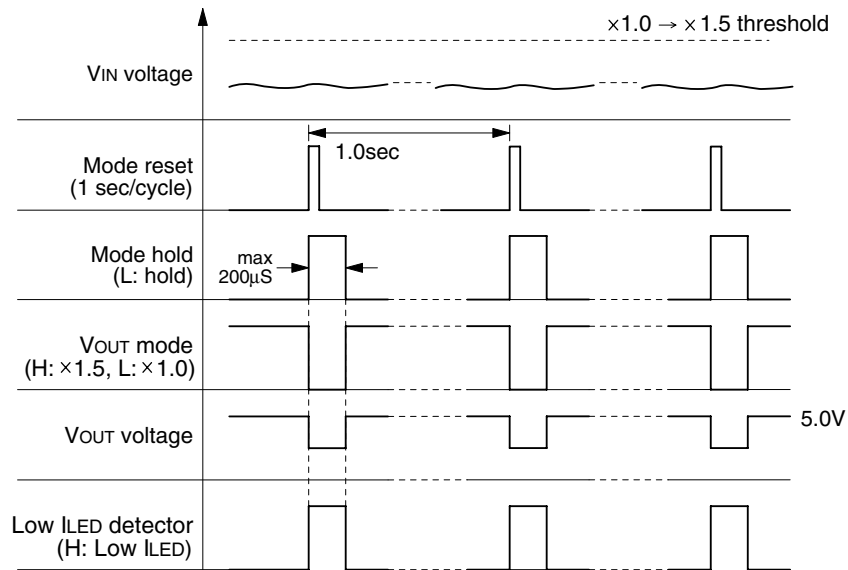 ×1.0 → ×1.5 threshold
VIN voltage
1.0sec
Mode reset
(1 sec/cycle)
Mode hold
(L: hold)
max
200µS
VOUT mode
(H: ×1.5, L: ×1.0)
VOUT voltage
5.0V
Low ILED detector
(H: Low ILED)